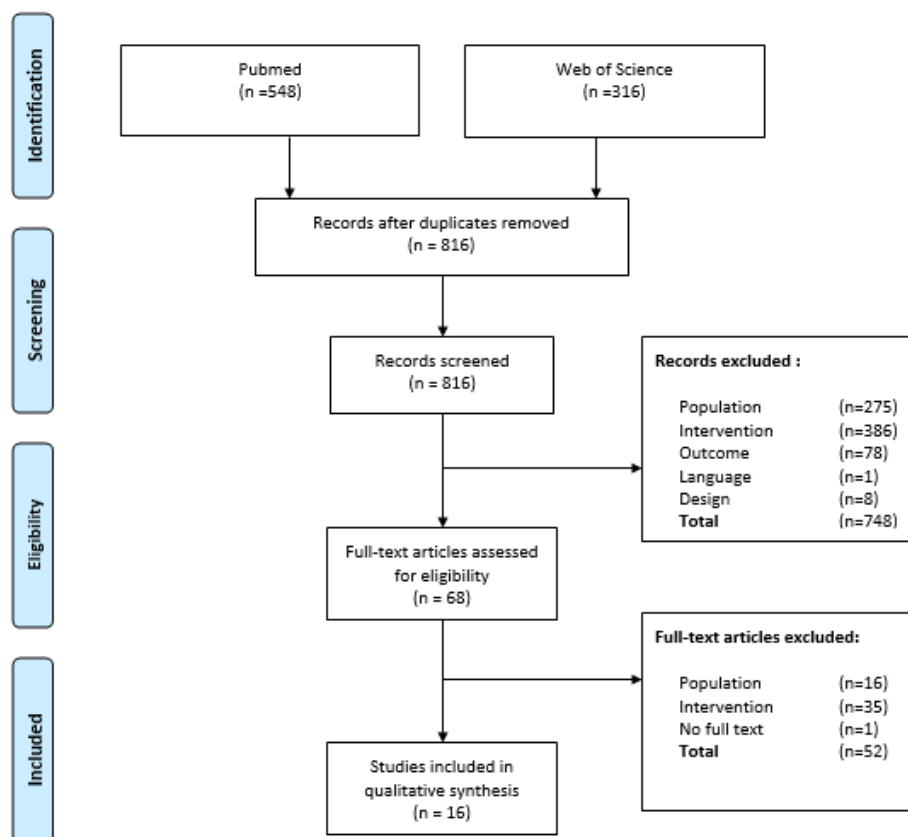 Identification
Pubmed
(n =548)
Web of Science
(n =316)
Records after duplicates removed
(n = 816)
Screening
Records screened
(n = 816)
Records excluded :
Population (n=275)
Intervention (n=386)
Outcome (n=78)
Language (n=1)
Design (n=8)
Total (n=748)
Eligibility
Full-text articles assessed
for eligibility
(n = 68)
Full-text articles excluded:
Population (n=16)
Intervention (n=35)
No full text (n=1)
Total (n=52)
Included
Studies included in
qualitative synthesis
(n = 16)